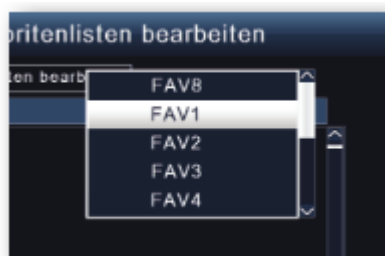 oritenlisten bearbeiten
ten bearb
FAV8
FAV1
FAV2
FAV3
FAV4